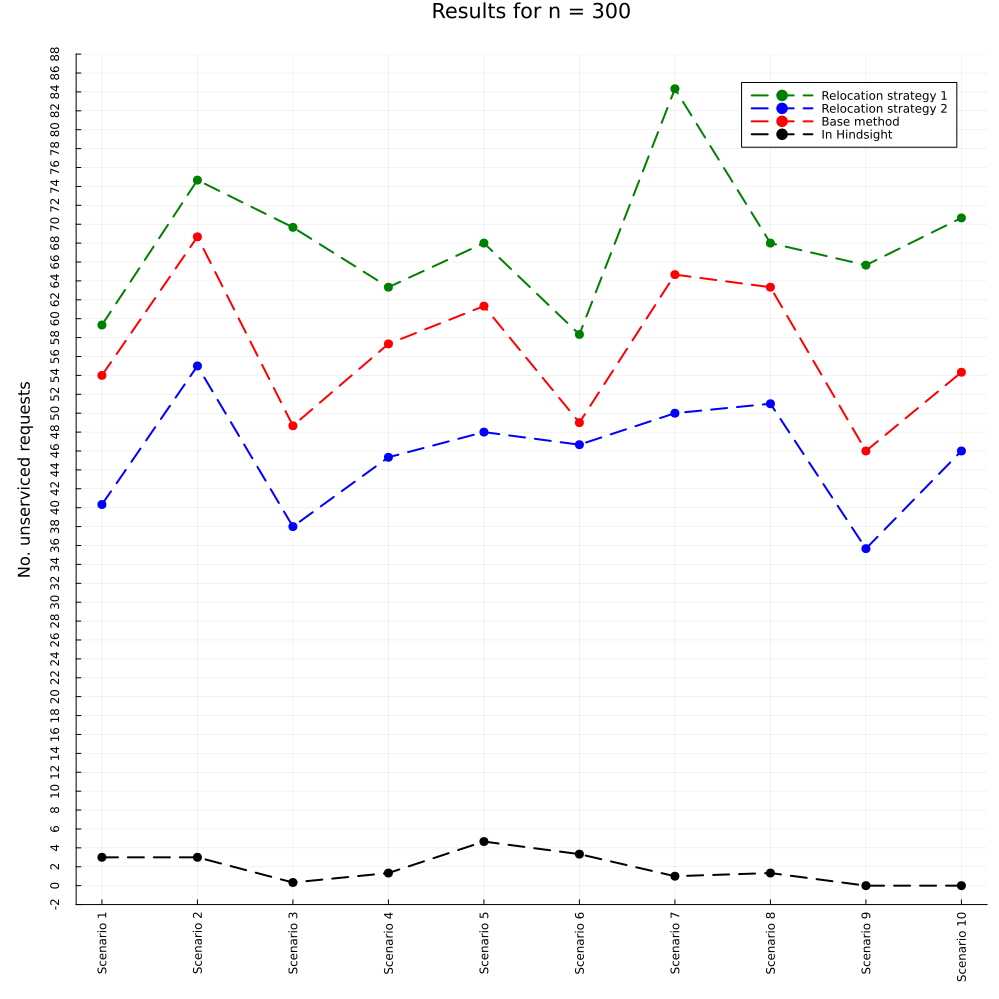 Results for n = 300
No. unserviced requests
88
86
84
82
80
78
76
74
72
70
68
66
64
62
60
58
56
54
52
50
48
46
44
42
40
38
36
34
32
30
28
26
24
22
20
18
16
14
12
10
8
6
4
2
0
-2
Relocation strategy 1
Relocation strategy 2
Base method
In Hindsight
Scenario 1
Scenario 2
Scenario 3
Scenario 4
Scenario 5
Scenario 6
Scenario 7
Scenario 8
Scenario 9
Scenario 10